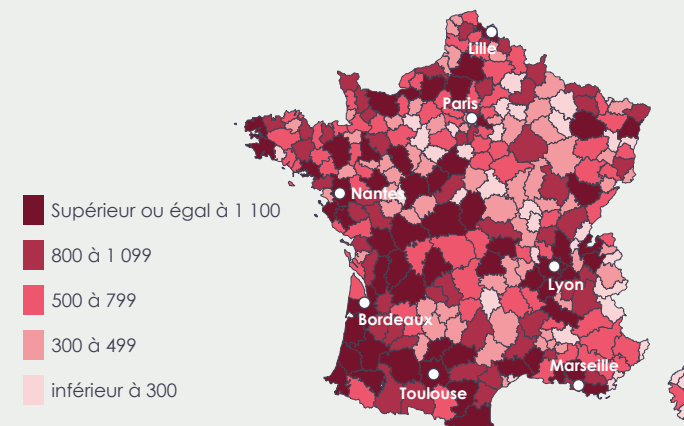 Lille
Paris
Nantes
Supérieur ou égal à 1 100
800 à 1 099
Lyon
500 à 799
Bordeaux
300 à 499
Marseille
inférieur à 300
Toulouse